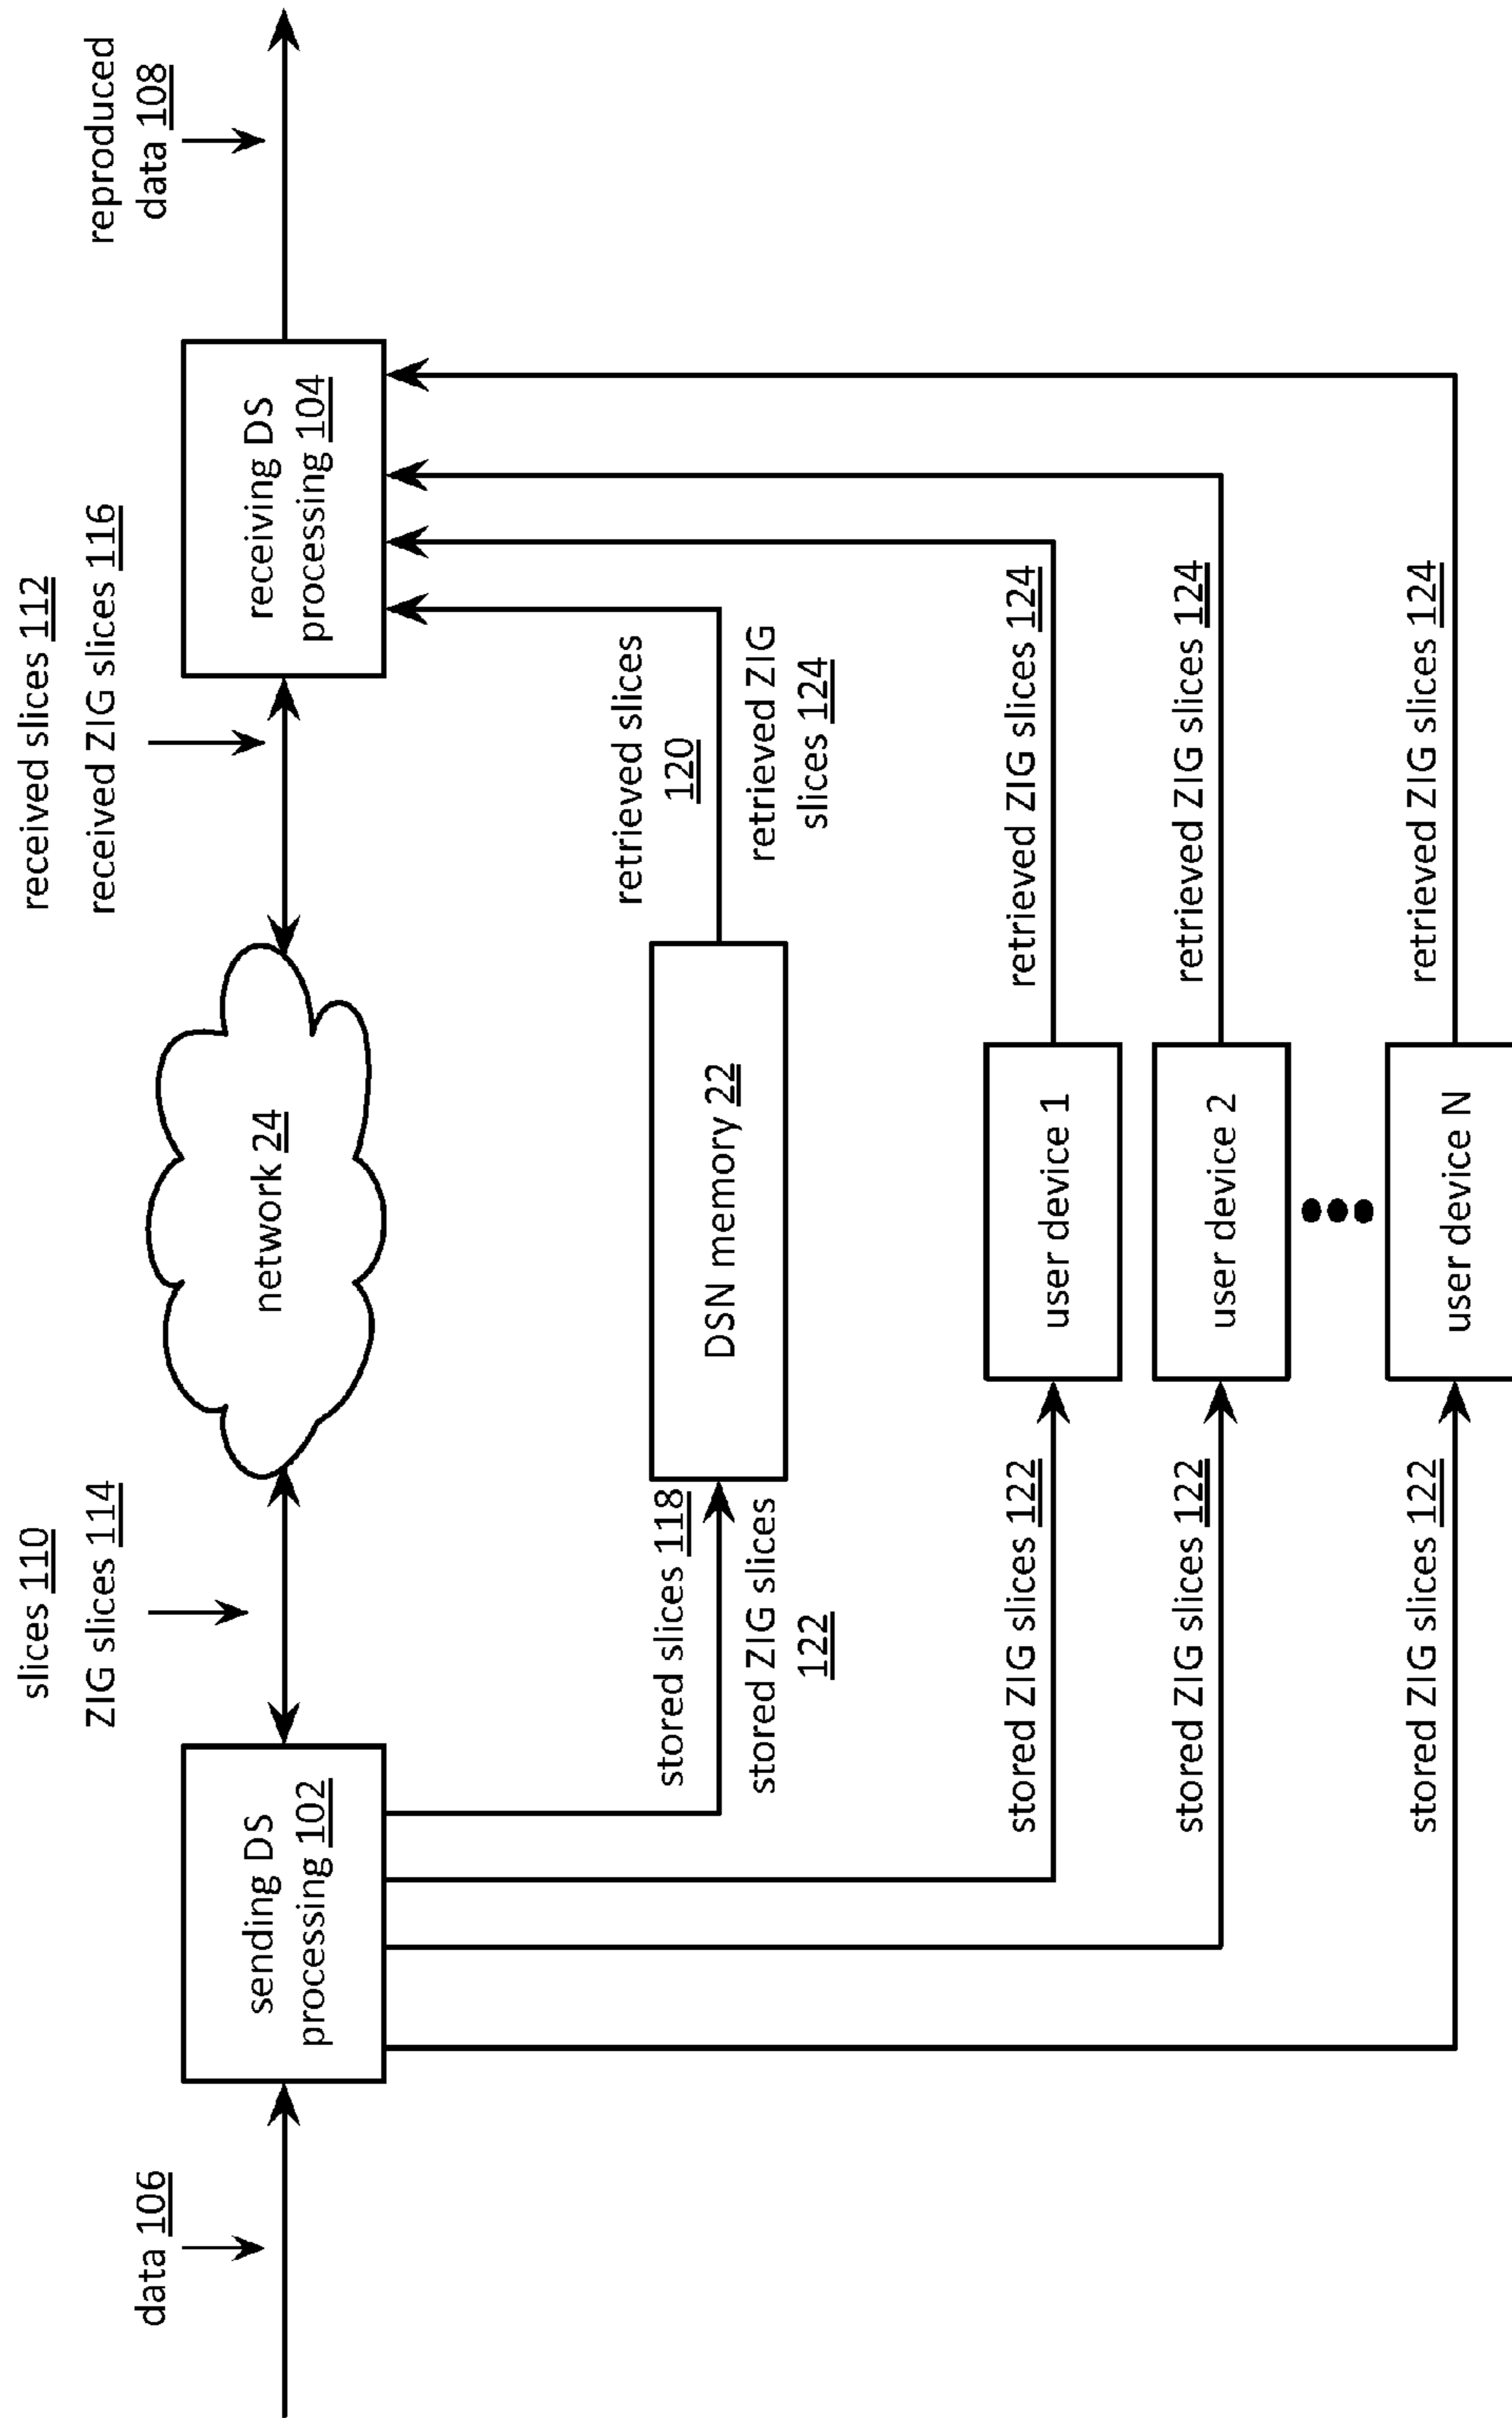 slices 110
ZIG slices 114
received slices 112
received ZIG slices 116
data 106
reproduced
data 108
sending DS
processing 102
network 24
receiving DS
processing 104
stored slices 118
stored ZIG slices
122
DSN memory 22
retrieved slices
120
retrieved ZIG
slices 124
stored ZIG slices 122
user device 1
retrieved ZIG slices 124
stored ZIG slices 122
user device 2
retrieved ZIG slices 124
stored ZIG slices 122
user device N
retrieved ZIG slices 124